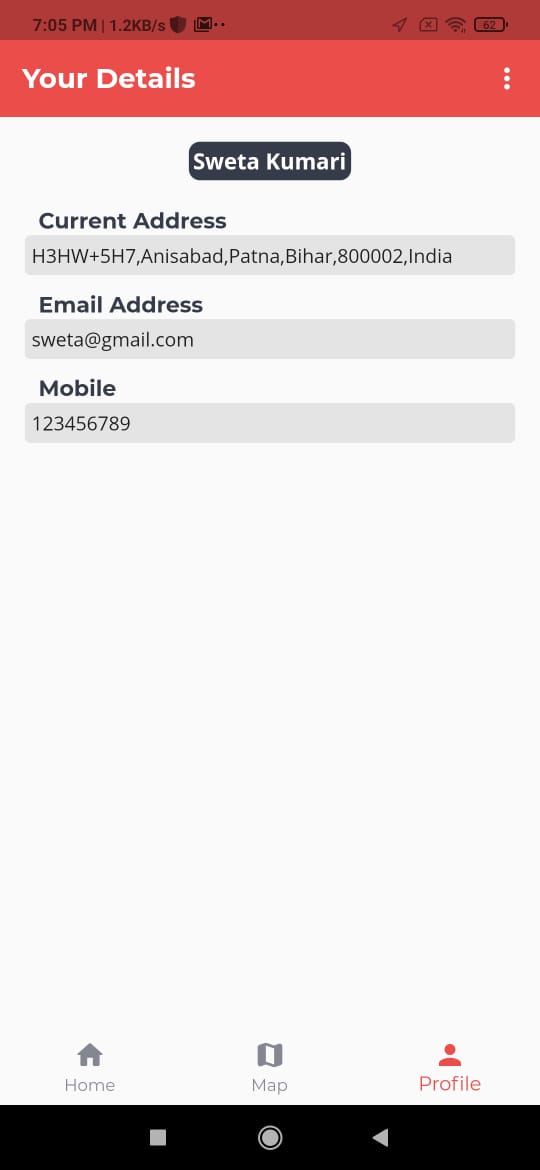 7:05 PM | 1.2KB/s
62
Your Details
Sweta Kumari
Current Address
H3HW+5H7,Anisabad,Patna,Bihar,800002,India
Email Address
sweta@gmail.com
Mobile
123456789
Home
Map
Profile